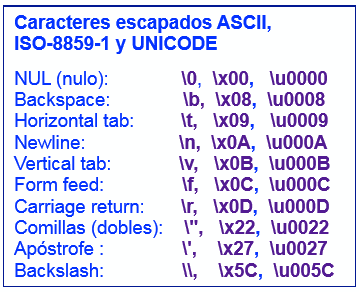 Caracteres escapados ASCII,
ISO-8859-1 y UNICODE
NUL (nulo): \0, \x00, \u0000
Backspace: \b, \x08, \u0008
Horizontal tab: \t, \x09, \u0009
Newline: \n, \x0A, \u000A
Vertical tab: \v, \x0B, \u000B
Form feed: \f, \x0C, \u000C
Carriage return: \r, \x0D, \u000D
Comillas (dobles): \", \x22, \u0022
Apóstrofe : \', \x27, \u0027
Backslash: \\, \x5C, \u005C